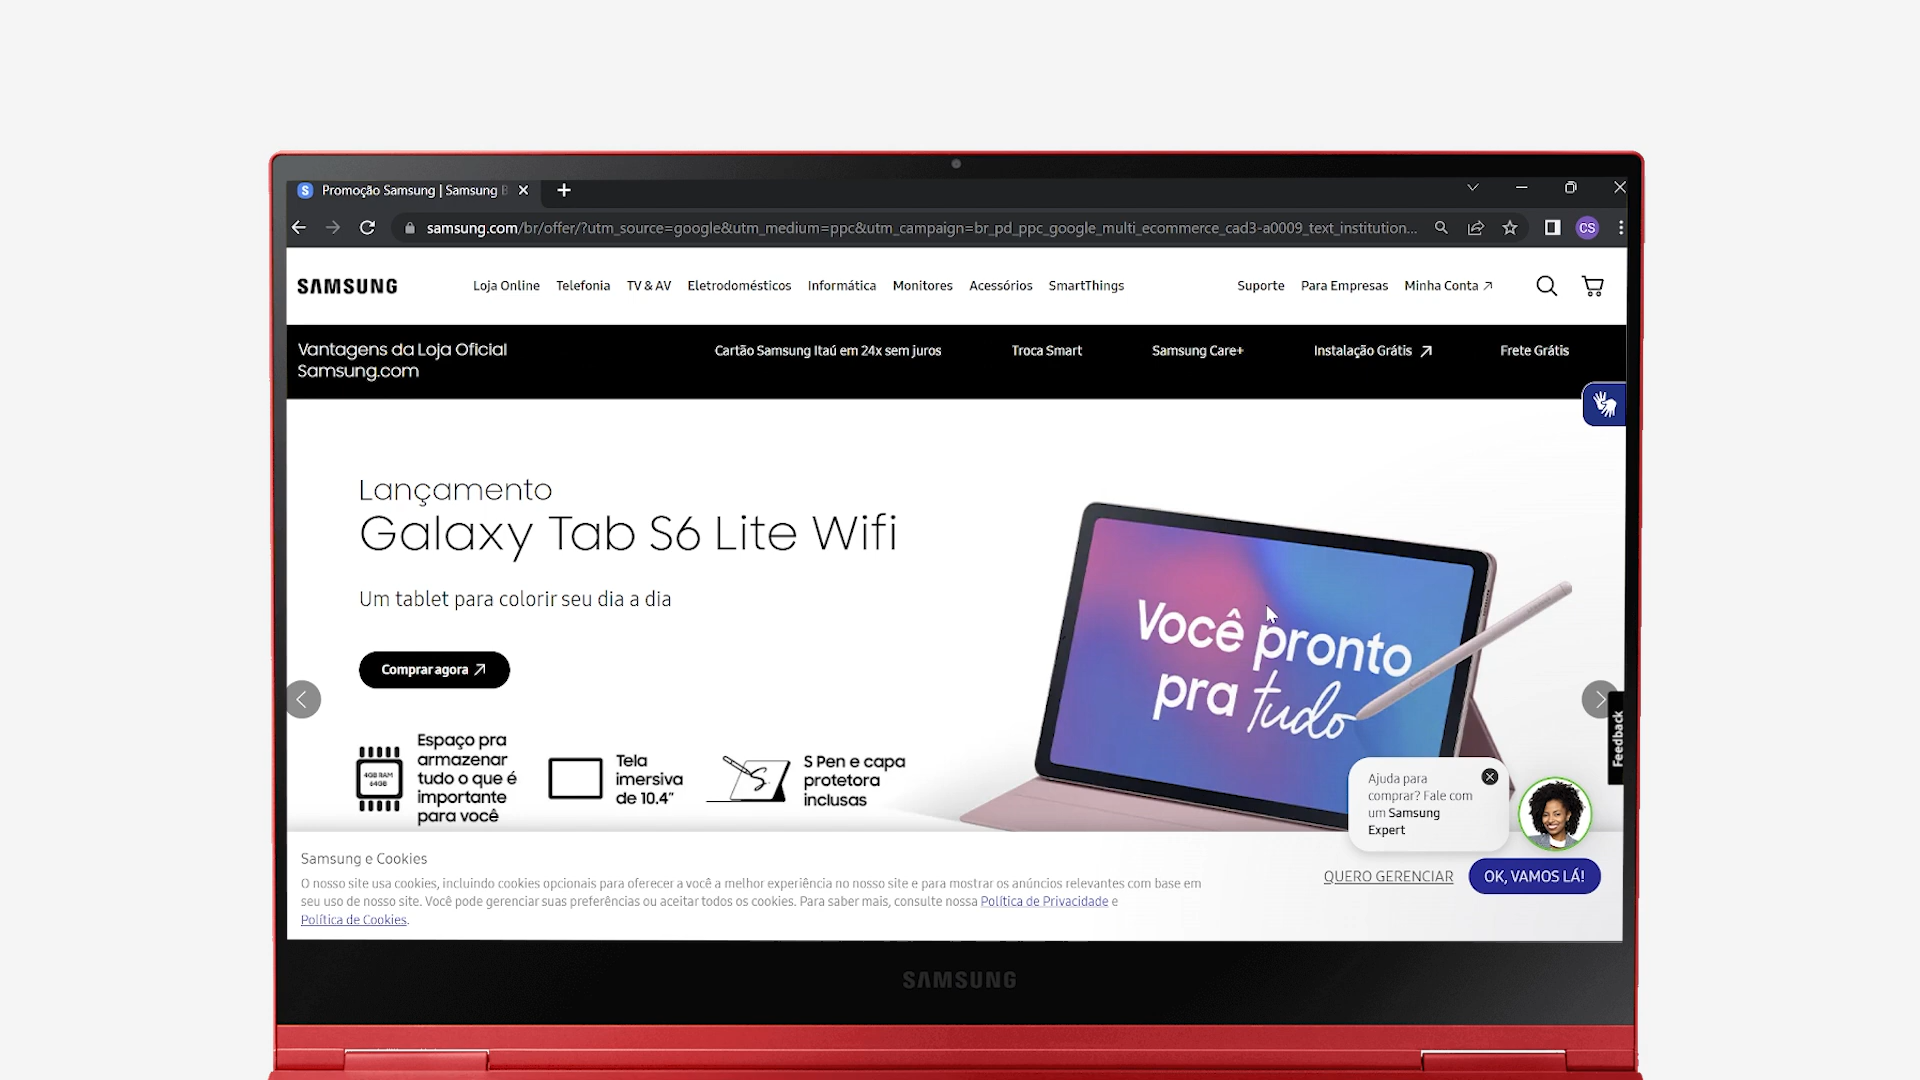 Promoção Samsung | Samsung B
samsung.com/br/offer/?utm_source=google&utm_medium=ppc&utm_campaign=br_pd_ppc_google_multi_ecommerce_cad3-a0009_text_institution...
CS
SAMSUNG
Loja Online Telefonia TV & AV Eletrodomésticos Informática Monitores Acessórios SmartThings
Suporte Para Empresas Minha Conta
Vantagens da Loja Oficial
Samsung.com
Cartão Samsung Itaú em 24x sem juros Troca Smart Samsung Care+ Instalação Grátis Frete Grátis
Lançamento
Galaxy Tab S6 Lite Wifi
Um tablet para colorir seu dia a dia
Comprar agora
Você pronto
pra tudo
Feedback
4GB RAM
64GB
Espaço pra
armazenar
tudo o que é
importante
para você
Tela
imersiva
de 10.4"
S Pen e capa
protetora
inclusas
Ajuda para
comprar? Fale com
um Samsung
Expert
Samsung e Cookies
O nosso site usa cookies, incluindo cookies opcionais para oferecer a você a melhor experiência no nosso site e para mostrar os anúncios relevantes com base em
seu uso de nosso site. Você pode gerenciar suas preferências ou aceitar todos os cookies. Para saber mais, consulte nossa Política de Privacidade e
Política de Cookies.
QUERO GERENCIAR
OK, VAMOS LÁ!
SAMSUNG